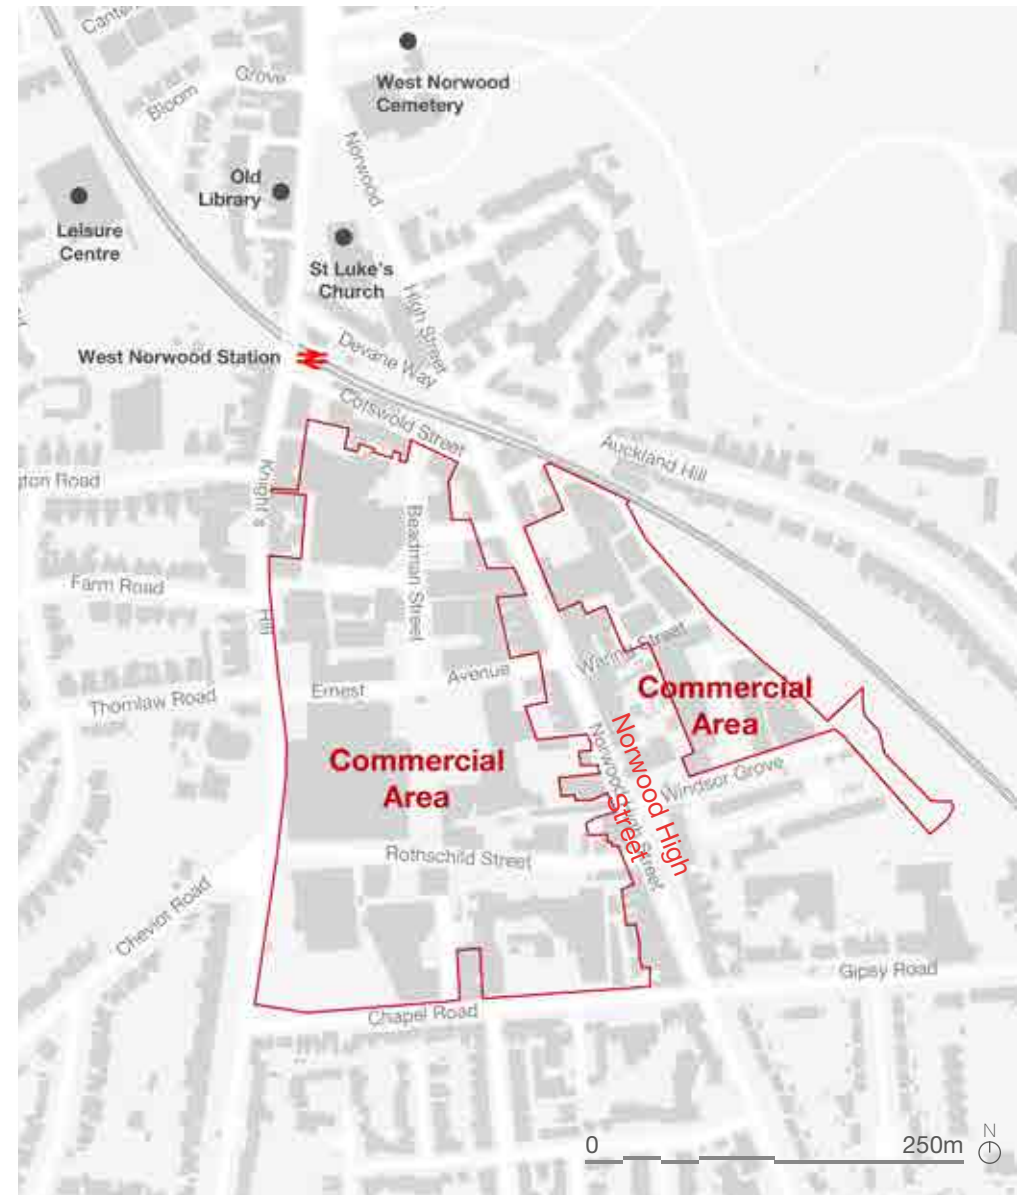 Grove
Bloom
West Norwood
Cemetery
Norwood
Old
Library
Leisure
Centre
St Luke's
Church
High Street
West Norwood Station
Devane Way
Cotswold Street
Auckland Hill
Knight's
gton Road
Beadman Street
Farm Road
Hill
Waring Street
Avenue
Ernest
Thornlaw Road
Commercial
Area
Norwood High Street
Norwood High
Street
Commercial
Area
Windsor Grove
Rothschild Street
Cheviot Road
Gipsy Road
Chapel Road
0
250m
N